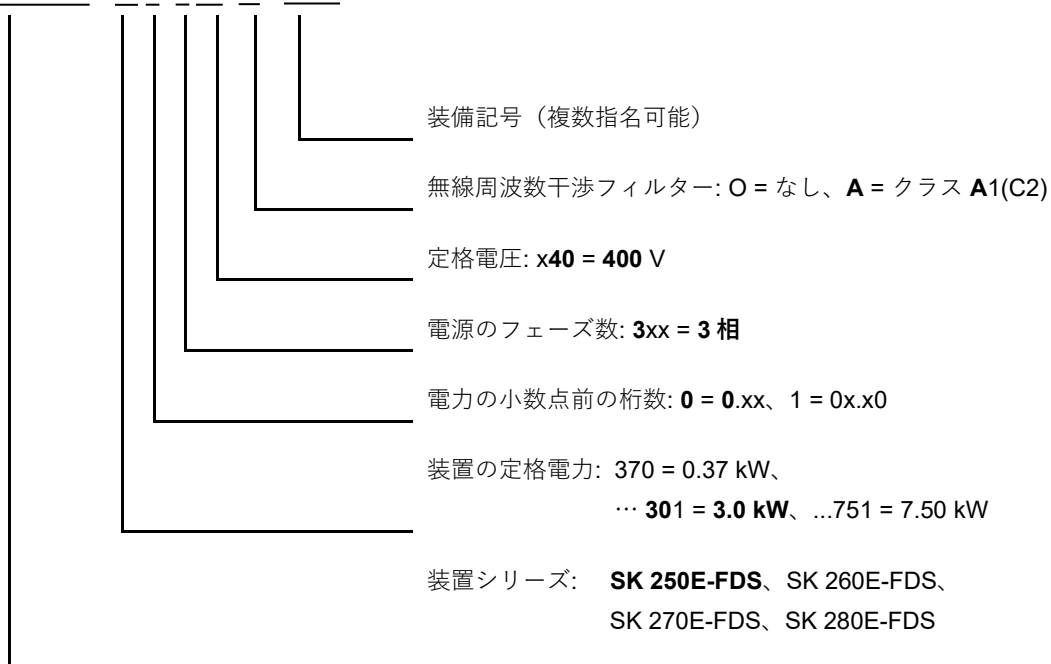 装備記号（複数指名可能）
無線周波数干渉フィルター: O = なし、A = クラス A1(C2)
定格電圧: x40 = 400 V
電源のフェーズ数: 3xx = 3 相
電力の小数点前の桁数: 0 = 0.xx、1 = 0x.x0
装置の定格電力: 370 = 0.37 kW、
… 301 = 3.0 kW、...751 = 7.50 kW
装置シリーズ: SK 250E-FDS、SK 260E-FDS、
SK 270E-FDS、SK 280E-FDS